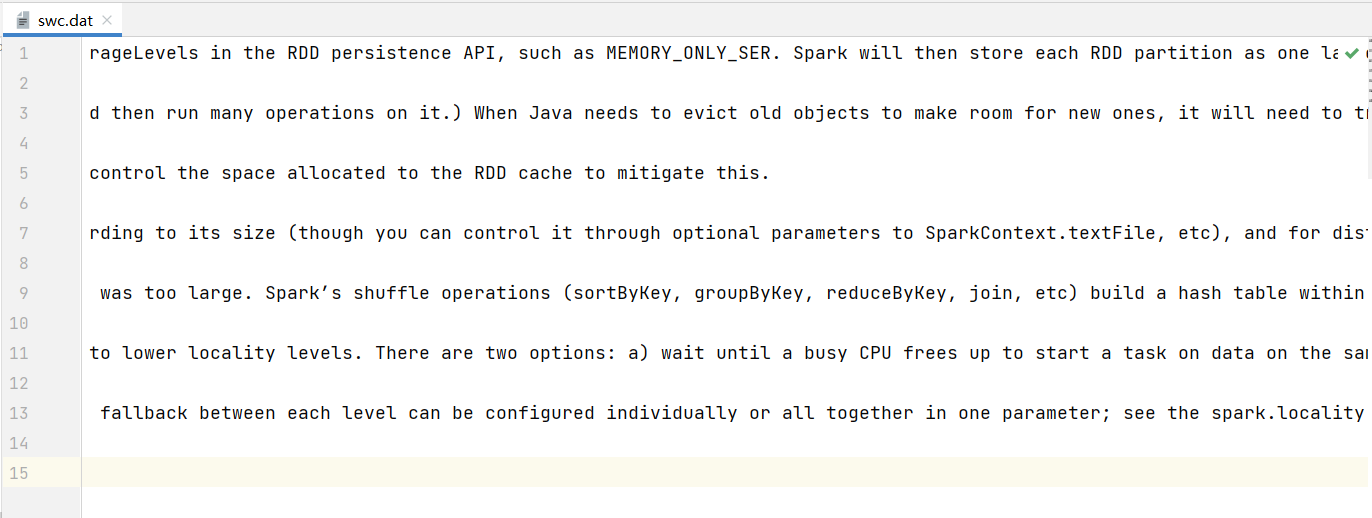 swc.dat
1 rageLevels in the RDD persistence API, such as MEMORY_ONLY_SER. Spark will then store each RDD partition as one
2
3 d then run many operations on it.) When Java needs to evict old objects to make room for new ones, it will need to
4
5 control the space allocated to the RDD cache to mitigate this.
6
7 rding to its size (though you can control it through optional parameters to SparkContext.textFile, etc), and for
8
9 was too large. Spark’s shuffle operations (sortByKey, groupByKey, reduceByKey, join, etc) build a hash table within
10
11 to lower locality levels. There are two options: a) wait until a busy CPU frees up to start a task on data on the
12
13 fallback between each level can be configured individually or all together in one parameter; see the spark.locality
14
15